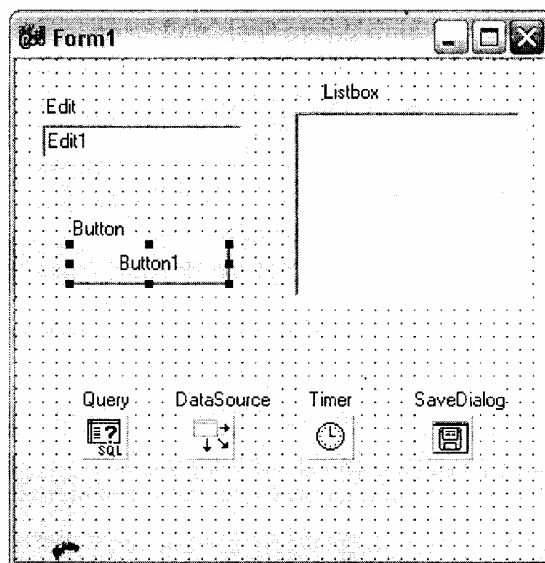 Form1
Edit
Listbox
Edit1
Button
Button1
Query DataSource Timer SaveDialog
?
SQL